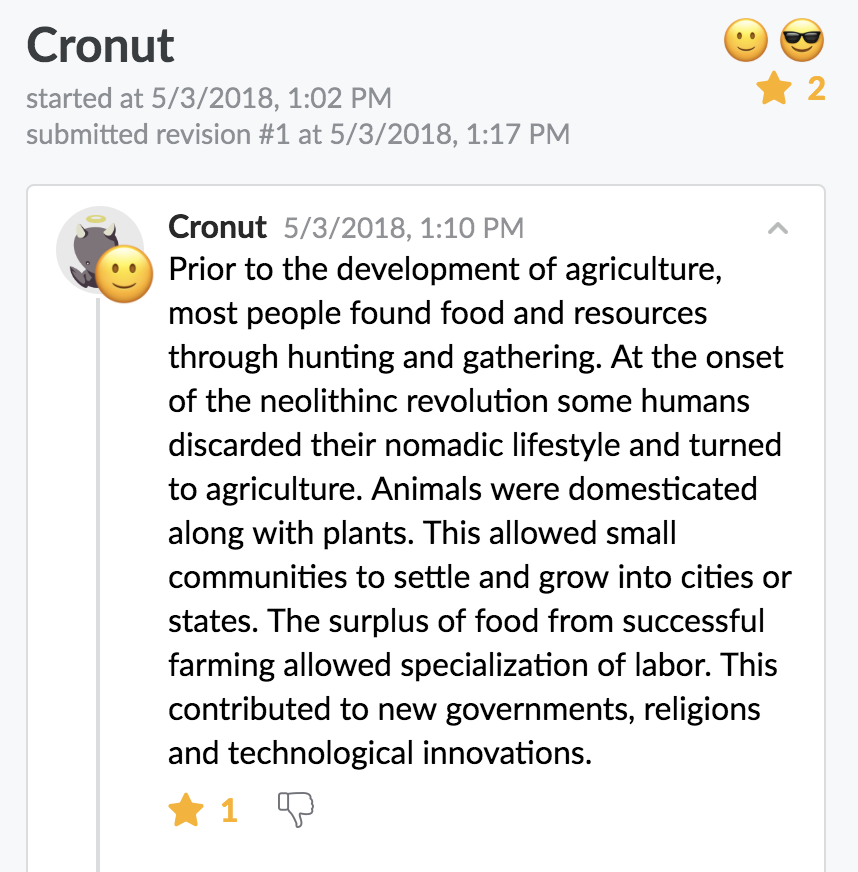 Cronut
started at 5/3/2018, 1:02 PM
2
submitted revision #1 at 5/3/2018, 1:17 PM
Cronut 5/3/2018, 1:10 PM
Prior to the development of agriculture,
most people found food and resources
through hunting and gathering. At the onset
of the neolithinc revolution some humans
discarded their nomadic lifestyle and turned
to agriculture. Animals were domesticated
along with plants. This allowed small
communities to settle and grow into cities or
states. The surplus of food from successful
farming allowed specialization of labor. This
contributed to new governments, religions
and technological innovations.
1